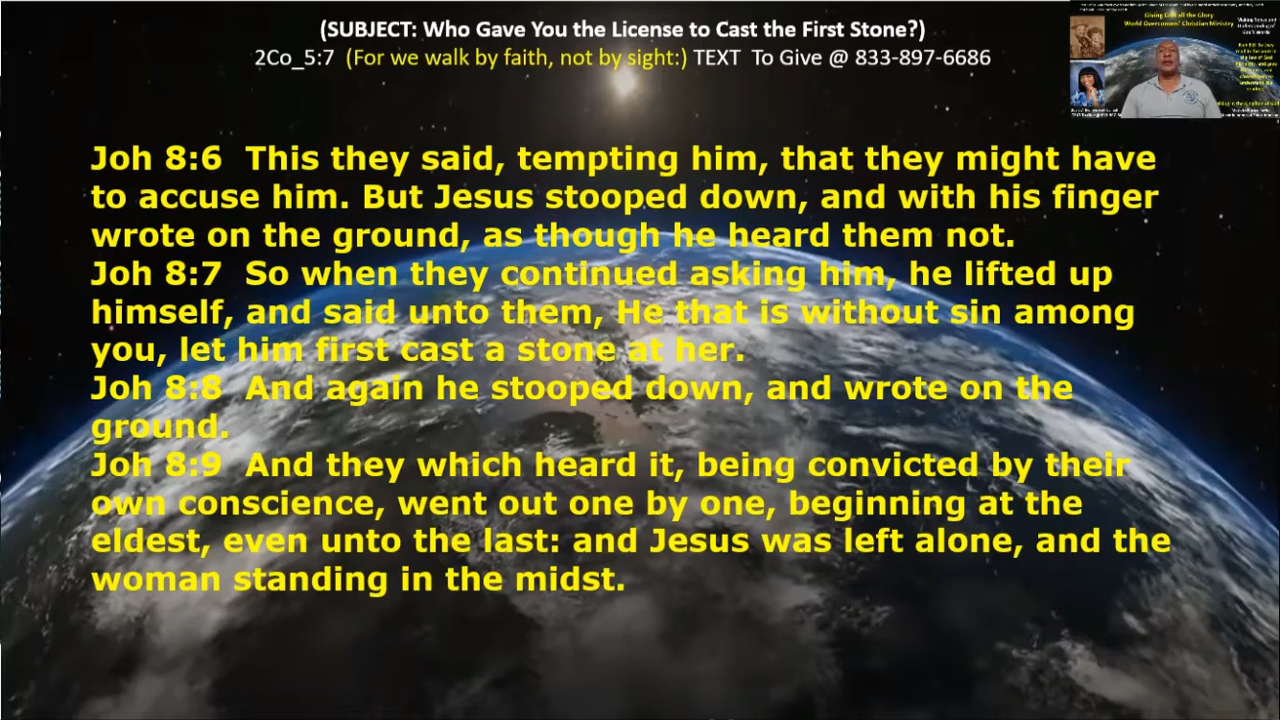 (SUBJECT: Who Gave You the License to Cast the First Stone?)
2Co_5:7 (For we walk by faith, not by sight:) TEXT To Give @ 833-897-6686
Giving God all the Glory
World Overcomers' Christian Ministry
Joh 8:6 This they said, tempting him, that they might have
to accuse him. But Jesus stooped down, and with his finger
wrote on the ground, as though he heard them not.
Joh 8:7 So when they continued asking him, he lifted up
himself, and said unto them, He that is without sin among
you, let him first cast a stone at her.
Joh 8:8 And again he stooped down, and wrote on the
ground.
Joh 8:9 And they which heard it, being convicted by their
own conscience, went out one by one, beginning at the
eldest, even unto the last: and Jesus was left alone, and the
woman standing in the midst.